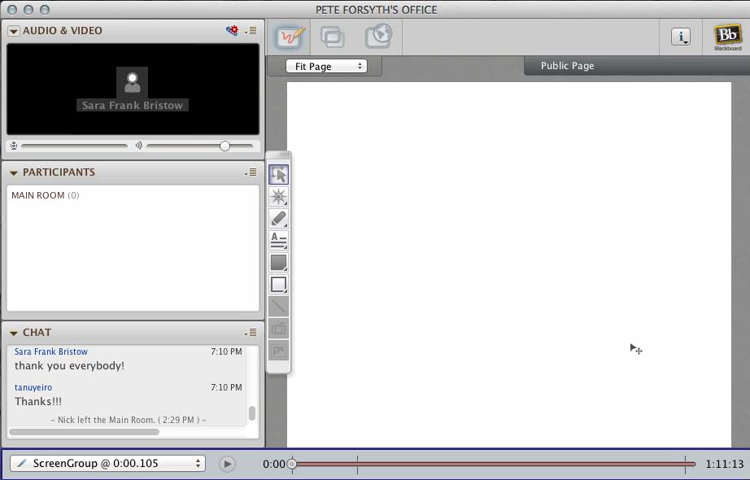 PETE FORSYTH'S OFFICE
AUDIO & VIDEO
Sara Frank Bristow
PARTICIPANTS
MAIN ROOM (0)
CHAT
Sara Frank Bristow 7:10 PM
thank you everybody!
tanuyeiro 7:10 PM
Thanks!!!
– Nick left the Main Room. ( 2:29 PM ) –
Fit Page
Public Page
i
Bb
Blackboard
A
ScreenGroup @ 0:00.105
0:00
1:11:13